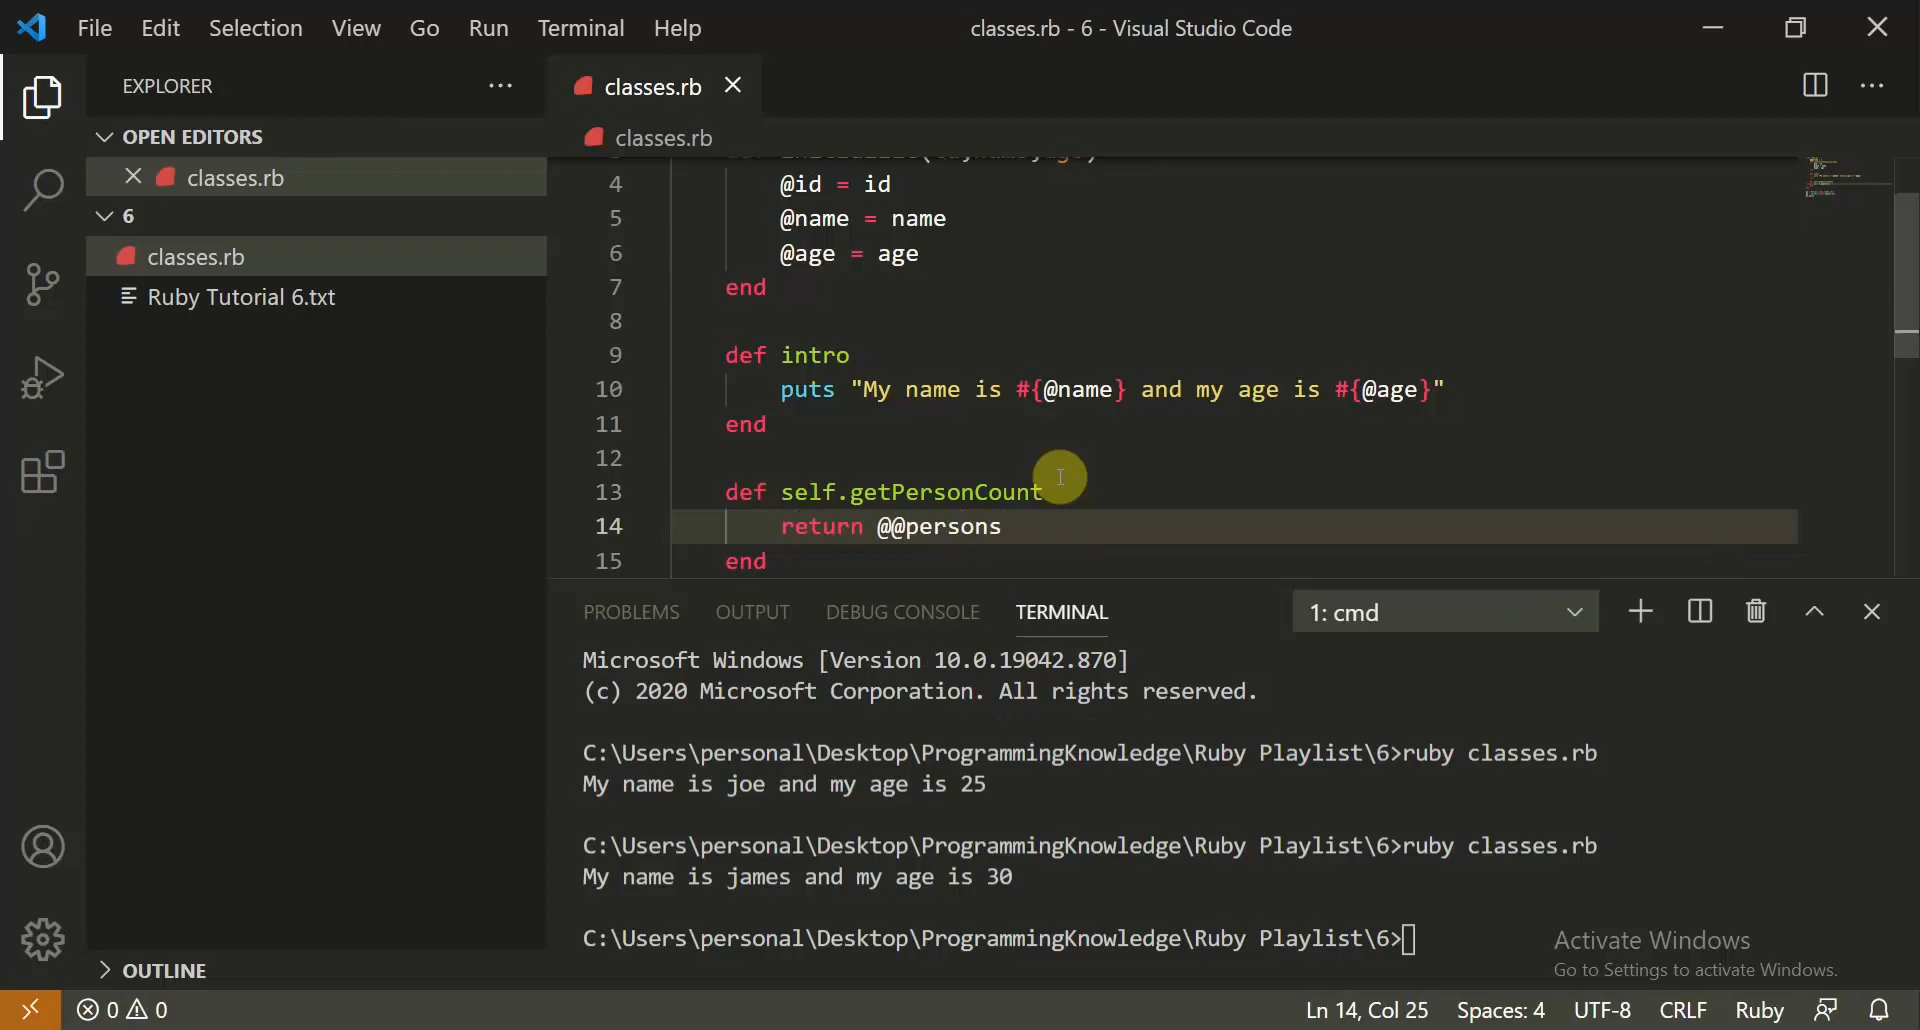 File Edit Selection View Go Run Terminal Help
classes.rb - 6 - Visual Studio Code
EXPLORER
classes.rb
OPEN EDITORS
classes.rb
6
classes.rb
Ruby Tutorial 6.txt
OUTLINE
classes.rb
4 @id = id
5 @name = name
6 @age = age
7 end
8
9 def intro
10 puts "My name is #{@name} and my age is #{@age}"
11 end
12
13 def self.getPersonCount
14 return @@persons
15 end
PROBLEMS OUTPUT DEBUG CONSOLE TERMINAL 1: cmd
Microsoft Windows [Version 10.0.19042.870]
(c) 2020 Microsoft Corporation. All rights reserved.
C:\Users\personal\Desktop\ProgrammingKnowledge\Ruby Playlist\6>ruby classes.rb
My name is joe and my age is 25
C:\Users\personal\Desktop\ProgrammingKnowledge\Ruby Playlist\6>ruby classes.rb
My name is james and my age is 30
C:\Users\personal\Desktop\ProgrammingKnowledge\Ruby Playlist\6>
Activate Windows
Go to Settings to activate Windows.
0 0 Ln 14, Col 25 Spaces: 4 UTF-8 CRLF Ruby